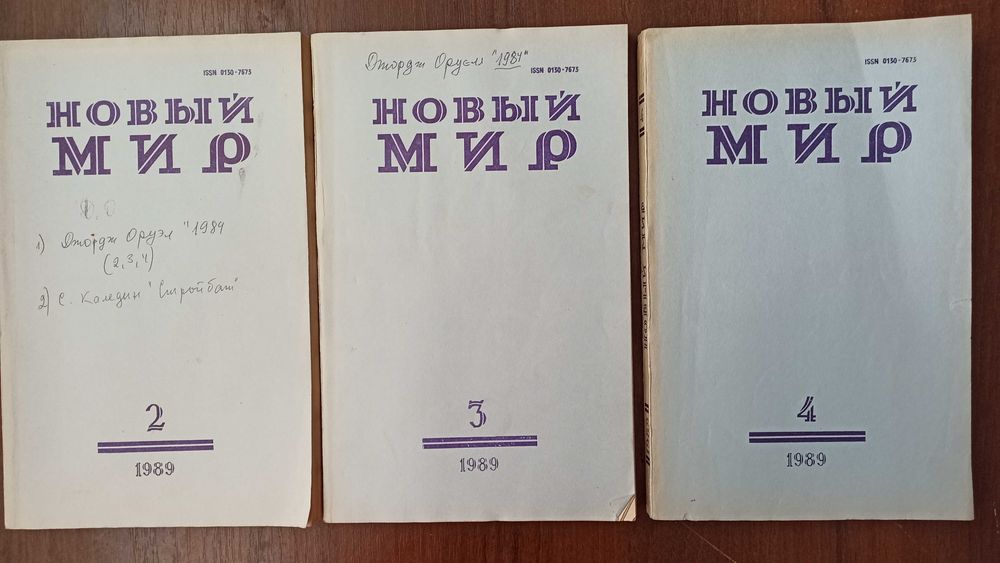 ISSN 0130-7673
НОВЫЙ
МИР
1) Джордж Оруэл "1984
(2,3,4)
2) С. Каледин "Стройбат"
2
1989
Джордж Оруэлл "1984"
ISSN 0130-7673
НОВЫЙ
МИР
3
1989
ISSN 0130-7673
НОВЫЙ
МИР
4
1989